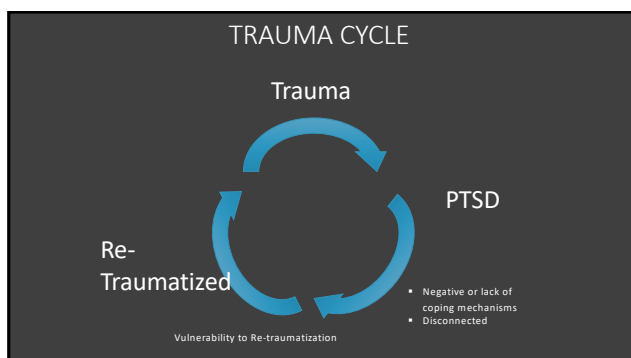 TRAUMA CYCLE
Trauma
PTSD
▪ Negative or lack of
coping mechanisms
▪ Disconnected
Vulnerability to Re-traumatization
Re-
Traumatized